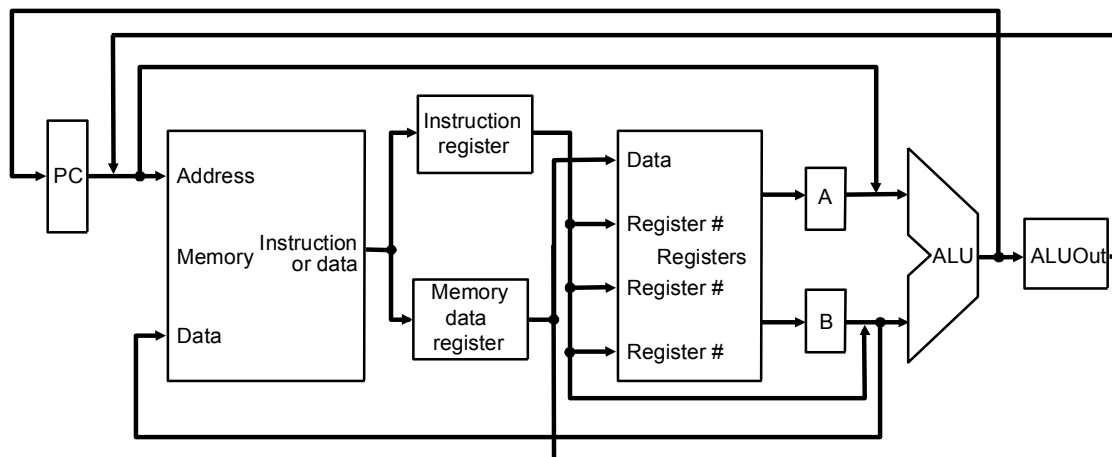 PC
Address
Memory
Instruction
or data
Data
Instruction
register
Memory
data
register
Data
Register #
Registers
Register #
Register #
A
B
ALU
ALUOut